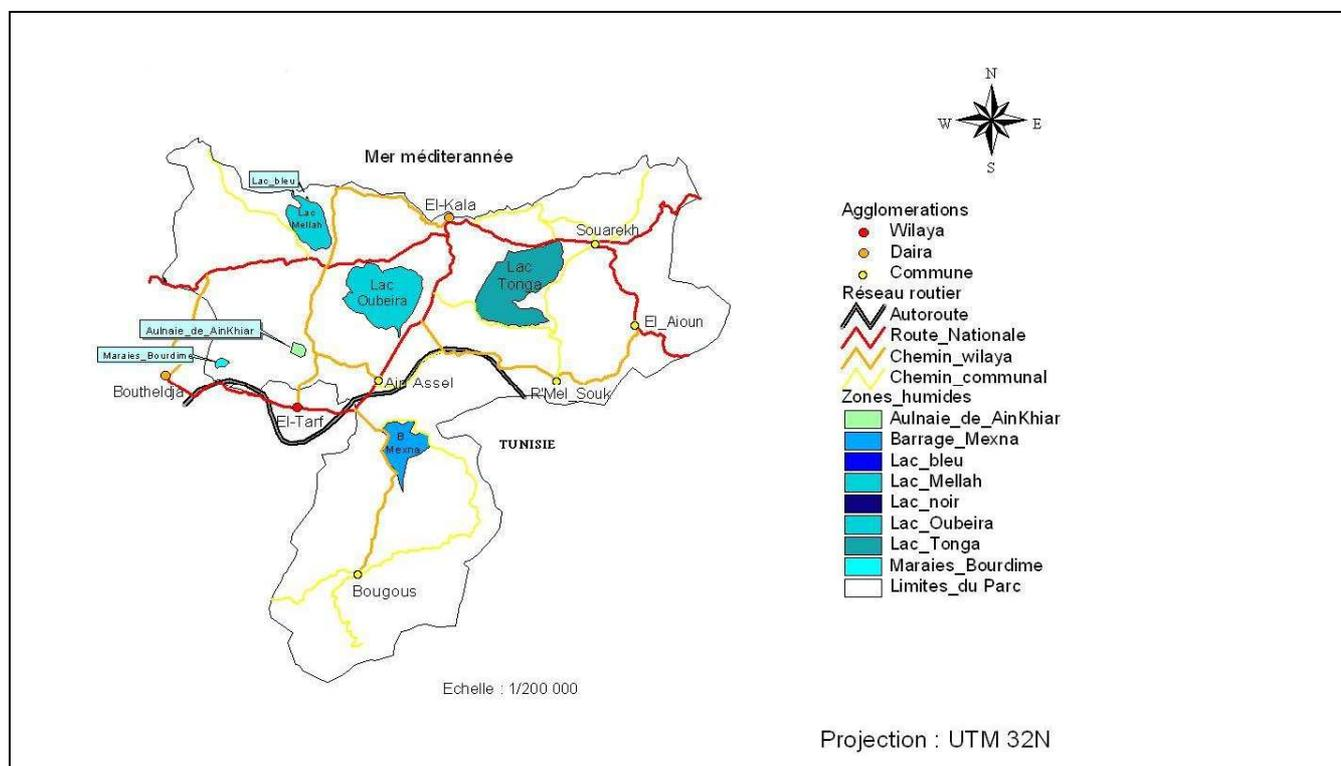 N
W E
S
Mer méditerannée
Lac_bleu
Lac
Mellah
El-Kala
Souarekh
Lac
Tonga
Lac
Oubeira
Aulnaie_de_AinKhiar
Maraies_Bourdime
El_Aioun
Boutheldja
Ain Assel
R'Mel_Souk
El-Tarf
B
Mexna
TUNISIE
Bougous
Echelle : 1/200 000
Agglomerations
Wilaya
Daira
Commune
Réseau routier
Autoroute
Route_Nationale
Chemin_wilaya
Chemin_communal
Zones_humides
Aulnaie_de_AinKhiar
Barrage_Mexna
Lac_bleu
Lac_Mellah
Lac_noir
Lac_Oubeira
Lac_Tonga
Maraies_Bourdime
Limites_du Parc
Projection : UTM 32N